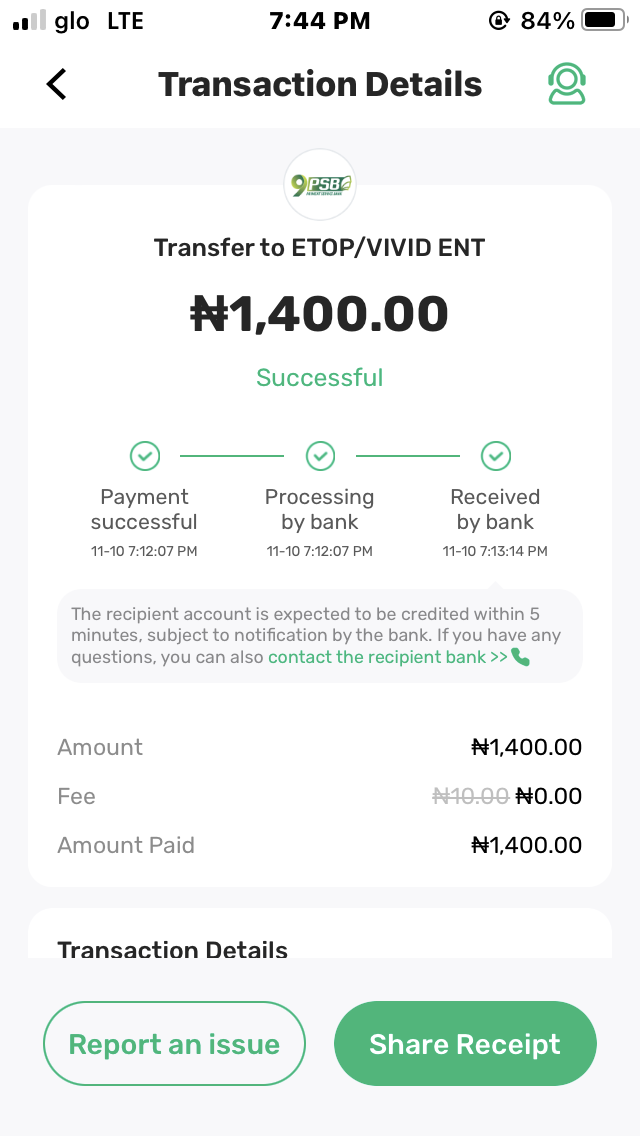 glo LTE 7:44 PM 84%
Transaction Details
9PSB
PAYMENT SERVICE BANK
Transfer to ETOP/VIVID ENT
₦1,400.00
Successful
Payment successful
11-10 7:12:07 PM
Processing by bank
11-10 7:12:07 PM
Received by bank
11-10 7:13:14 PM
The recipient account is expected to be credited within 5
minutes, subject to notification by the bank. If you have any
questions, you can also contact the recipient bank >>
Amount ₦1,400.00
Fee ₦10.00 ₦0.00
Amount Paid ₦1,400.00
Transaction Details
Report an issue
Share Receipt